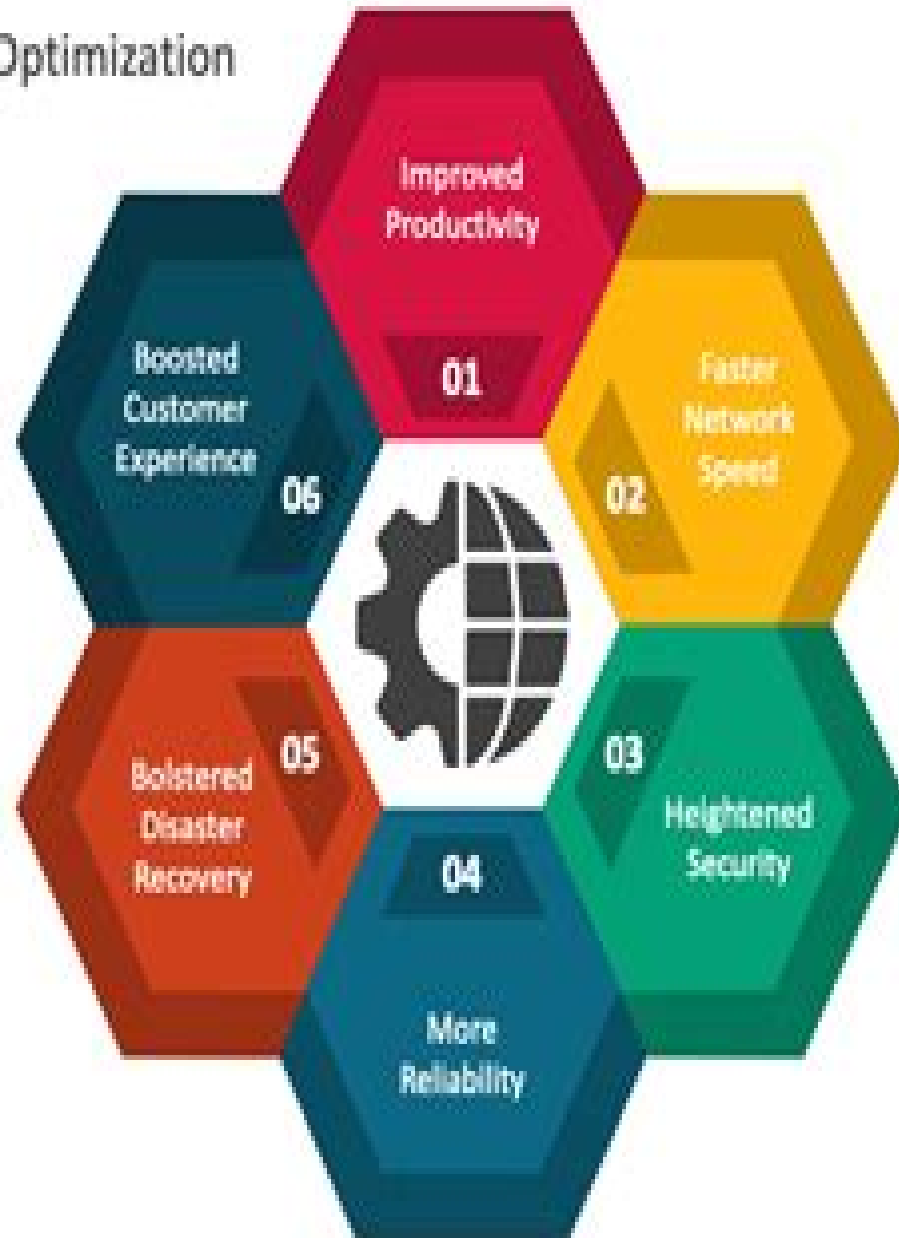 Optimization
Improved
Productivity
01
Faster
Network
Speed
02
03
Heightened
Security
04
More
Reliability
05
Bolstered
Disaster
Recovery
Boosted
Customer
Experience
06